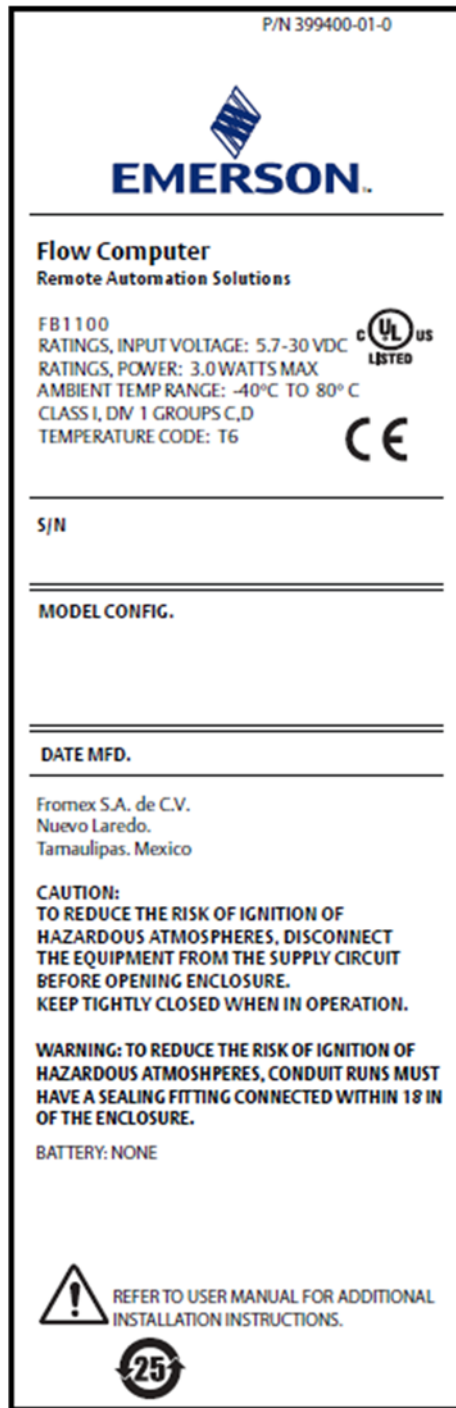 P/N 399400-01-0
EMERSON™
Flow Computer
Remote Automation Solutions
FB1100
RATINGS, INPUT VOLTAGE: 5.7-30 VDC
RATINGS, POWER: 3.0 WATTS MAX
AMBIENT TEMP RANGE: -40°C TO 80° C
CLASS I, DIV 1 GROUPS C,D
TEMPERATURE CODE: T6
C UL US
LISTED
CE
S/N
MODEL CONFIG.
DATE MFD.
Fromex S.A. de C.V.
Nuevo Laredo.
Tamaulipas. Mexico
CAUTION:
TO REDUCE THE RISK OF IGNITION OF
HAZARDOUS ATMOSPHERES, DISCONNECT
THE EQUIPMENT FROM THE SUPPLY CIRCUIT
BEFORE OPENING ENCLOSURE.
KEEP TIGHTLY CLOSED WHEN IN OPERATION.
WARNING: TO REDUCE THE RISK OF IGNITION OF
HAZARDOUS ATMOSHPERES, CONDUIT RUNS MUST
HAVE A SEALING FITTING CONNECTED WITHIN 18 IN
OF THE ENCLOSURE.
BATTERY: NONE
REFER TO USER MANUAL FOR ADDITIONAL
INSTALLATION INSTRUCTIONS.
25